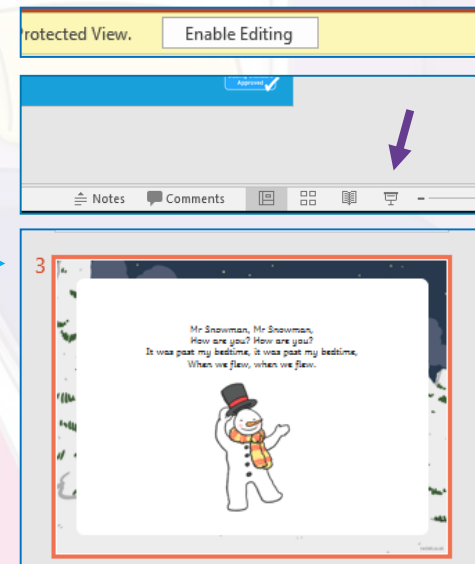 Protected View. Enable Editing
Approved
Notes Comments
3
Mr Snowman, Mr Snowman,
How are you? How are you?
It was past my bedtime, it was past my bedtime,
When we flew, when we flew.